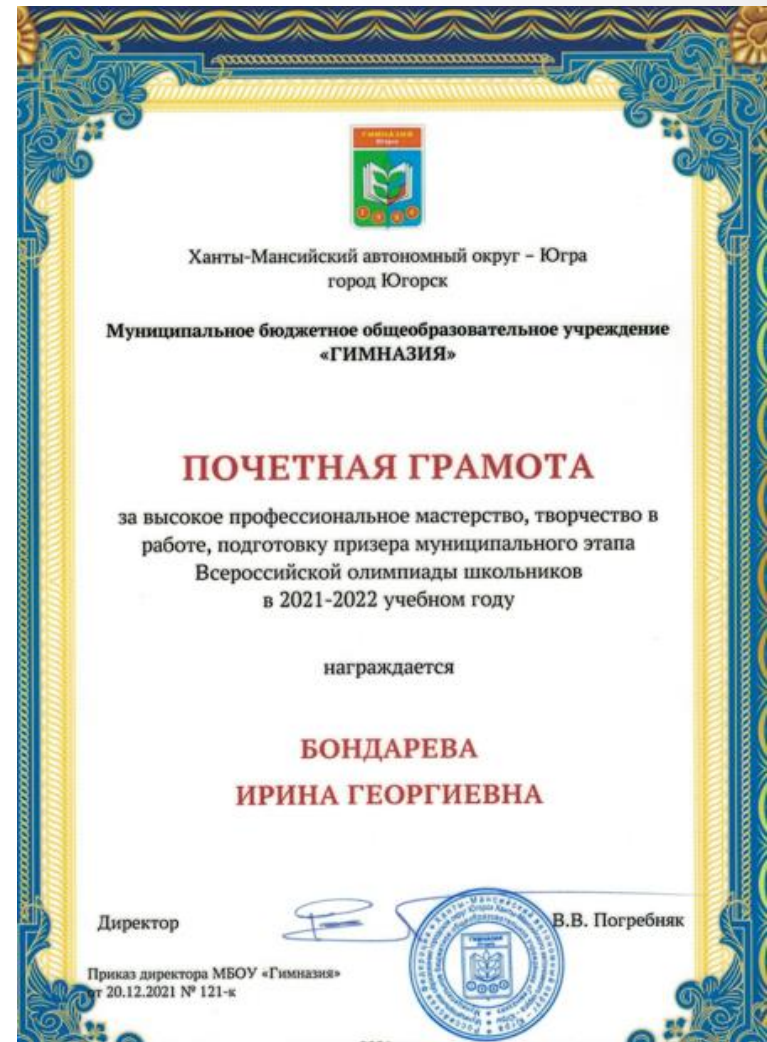 ГИМНАЗИЯ
Ханты-Мансийский автономный округ – Югра
город Югорск
Муниципальное бюджетное общеобразовательное учреждение
«ГИМНАЗИЯ»
ПОЧЕТНАЯ ГРАМОТА
за высокое профессиональное мастерство, творчество в
работе, подготовку призера муниципального этапа
Всероссийской олимпиады школьников
в 2021-2022 учебном году
награждается
БОНДАРЕВА
ИРИНА ГЕОРГИЕВНА
Директор
В.В. Погребняк
Приказ директора МБОУ «Гимназия»
от 20.12.2021 № 121-к